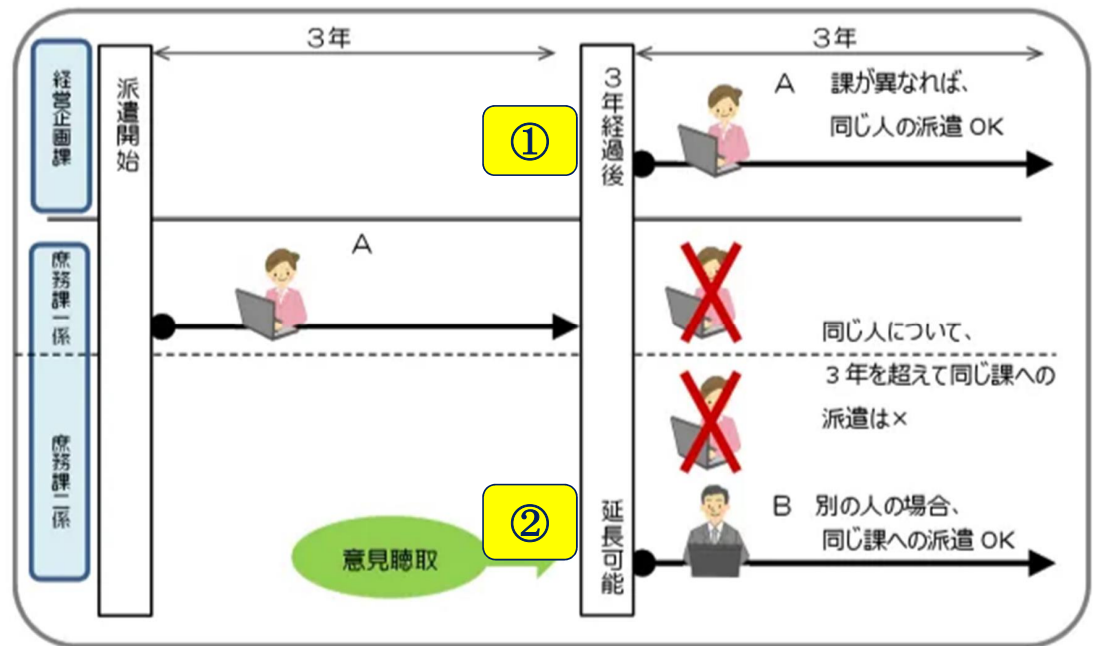 3年
3年
経営企画課
派遣開始
①
3年経過後
A
課が異なれば、
同じ人の派遣 OK
庶務課一係
A
同じ人について、
3年を超えて同じ課への
派遣は×
庶務課二係
意見聴取
②
延長可能
B
別の人の場合、
同じ課への派遣 OK